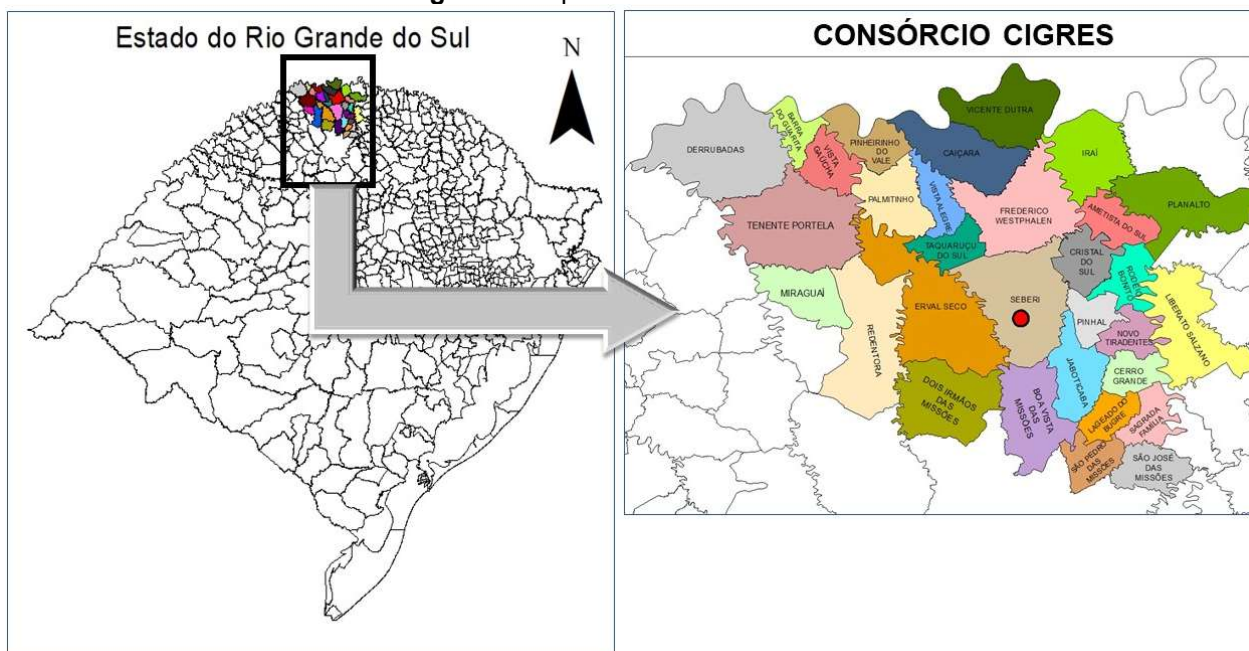 Estado do Rio Grande do Sul
N
CONSÓRCIO CIGRES
VICENTE DUTRA
DERRUBADAS
BARRA
DO GUARITA
VISTA
GAÚCHA
PINHEIRINHO
DO
VALE
CAIÇARA
IRAÍ
PALMITINHO
VISTA ALEGRE
FREDERICO
WESTPHALEN
AMETISTA DO SUL
PLANALTO
TENENTE PORTELA
TAQUARUÇU
DO SUL
CRISTAL
DO
SUL
RODEIO
BONITO
MIRAGUAÍ
REDENTORA
ERVAL SECO
SEBERI
PINHAL
LIBERATO SALZANO
NOVO
TIRADENTES
JABOTICABA
CERRO
GRANDE
DOIS IRMÃOS
DAS
MISSÕES
BOA VISTA
DAS
MISSÕES
LAGEADO DO
BUGRE
SAGRADA
FAMÍLIA
SÃO PEDRO
DAS
MISSÕES
SÃO JOSÉ
DAS
MISSÕES